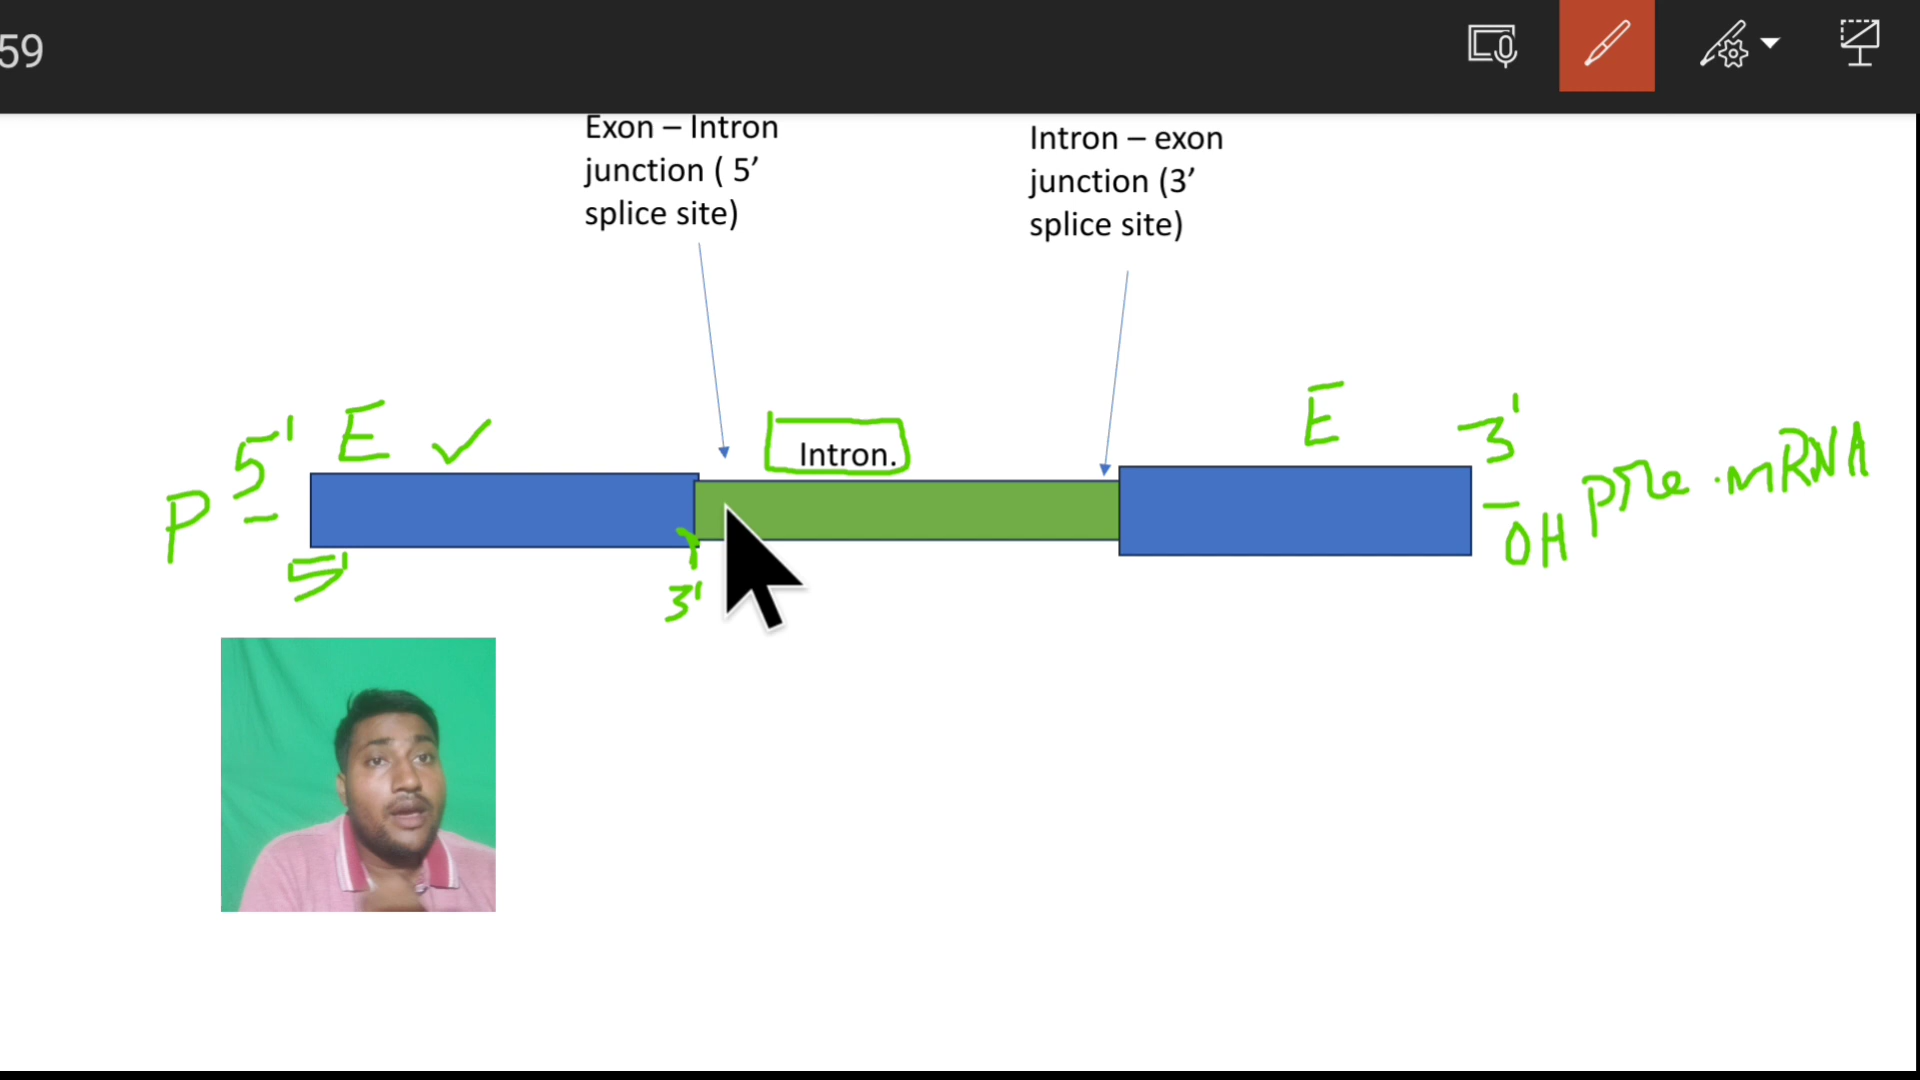 59
Exon – Intron
junction ( 5’
splice site)
Intron – exon
junction (3’
splice site)
5' E ✓
P
Intron.
E
3'
OH
pre-mRNA
5'
3'